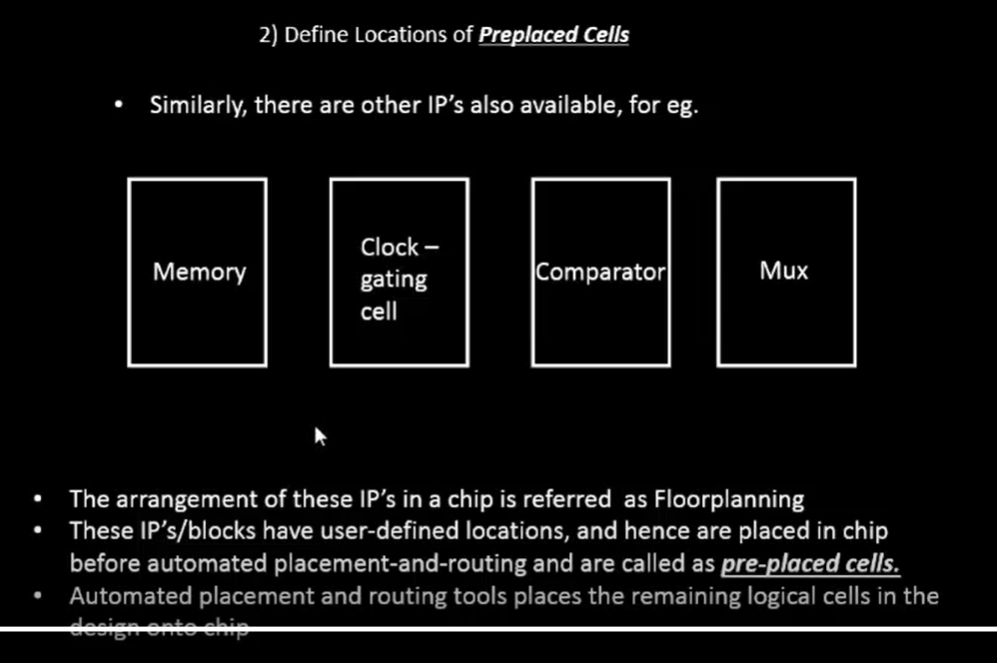 2) Define Locations of Preplaced Cells
• Similarly, there are other IP's also available, for eg.
Memory
Clock –
gating
cell
Comparator
Mux
• The arrangement of these IP's in a chip is referred as Floorplanning
• These IP's/blocks have user-defined locations, and hence are placed in chip
before automated placement-and-routing and are called as pre-placed cells.
• Automated placement and routing tools places the remaining logical cells in the
design onto chip